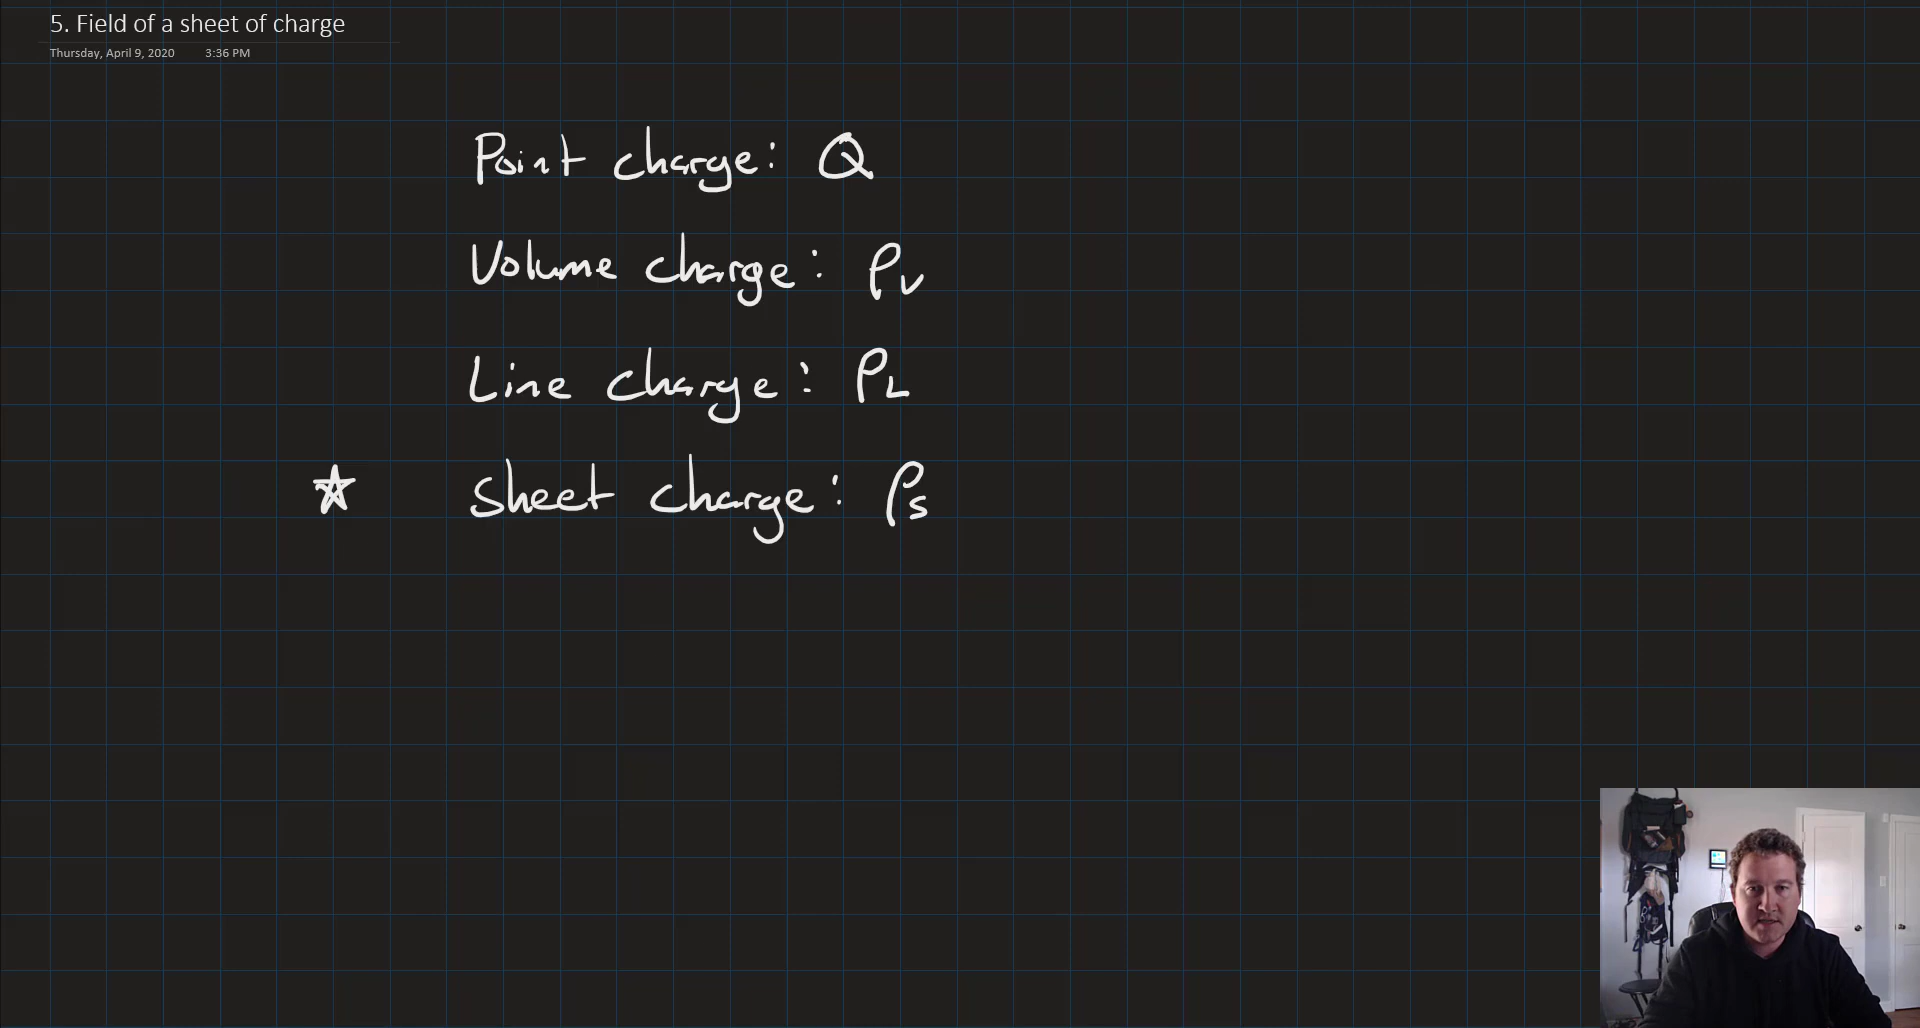 5. Field of a sheet of charge
Thursday, April 9, 2020 3:36 PM
Point charge: Q
Volume charge: ρv
Line charge: ρL
Sheet charge: ρs